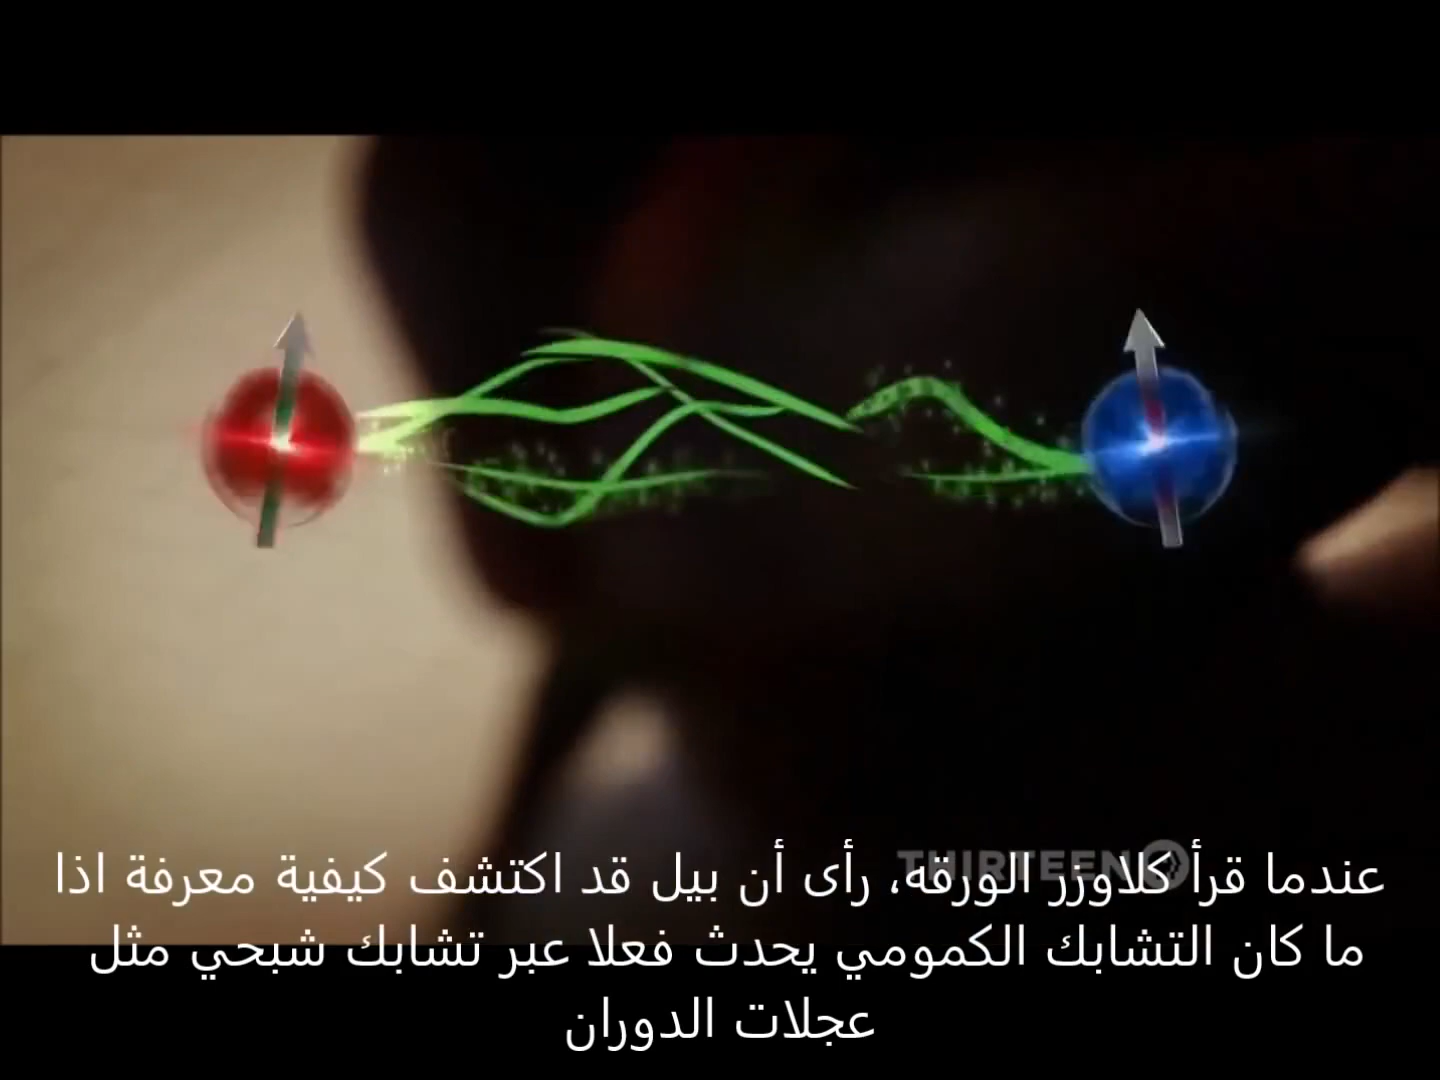 THIRTEEN
عندما قرأ كلاوزر الورقه، رأى أن بيل قد اكتشف كيفية معرفة اذا
ما كان التشابك الكمومي يحدث فعلا عبر تشابك شبحي مثل
عجلات الدوران